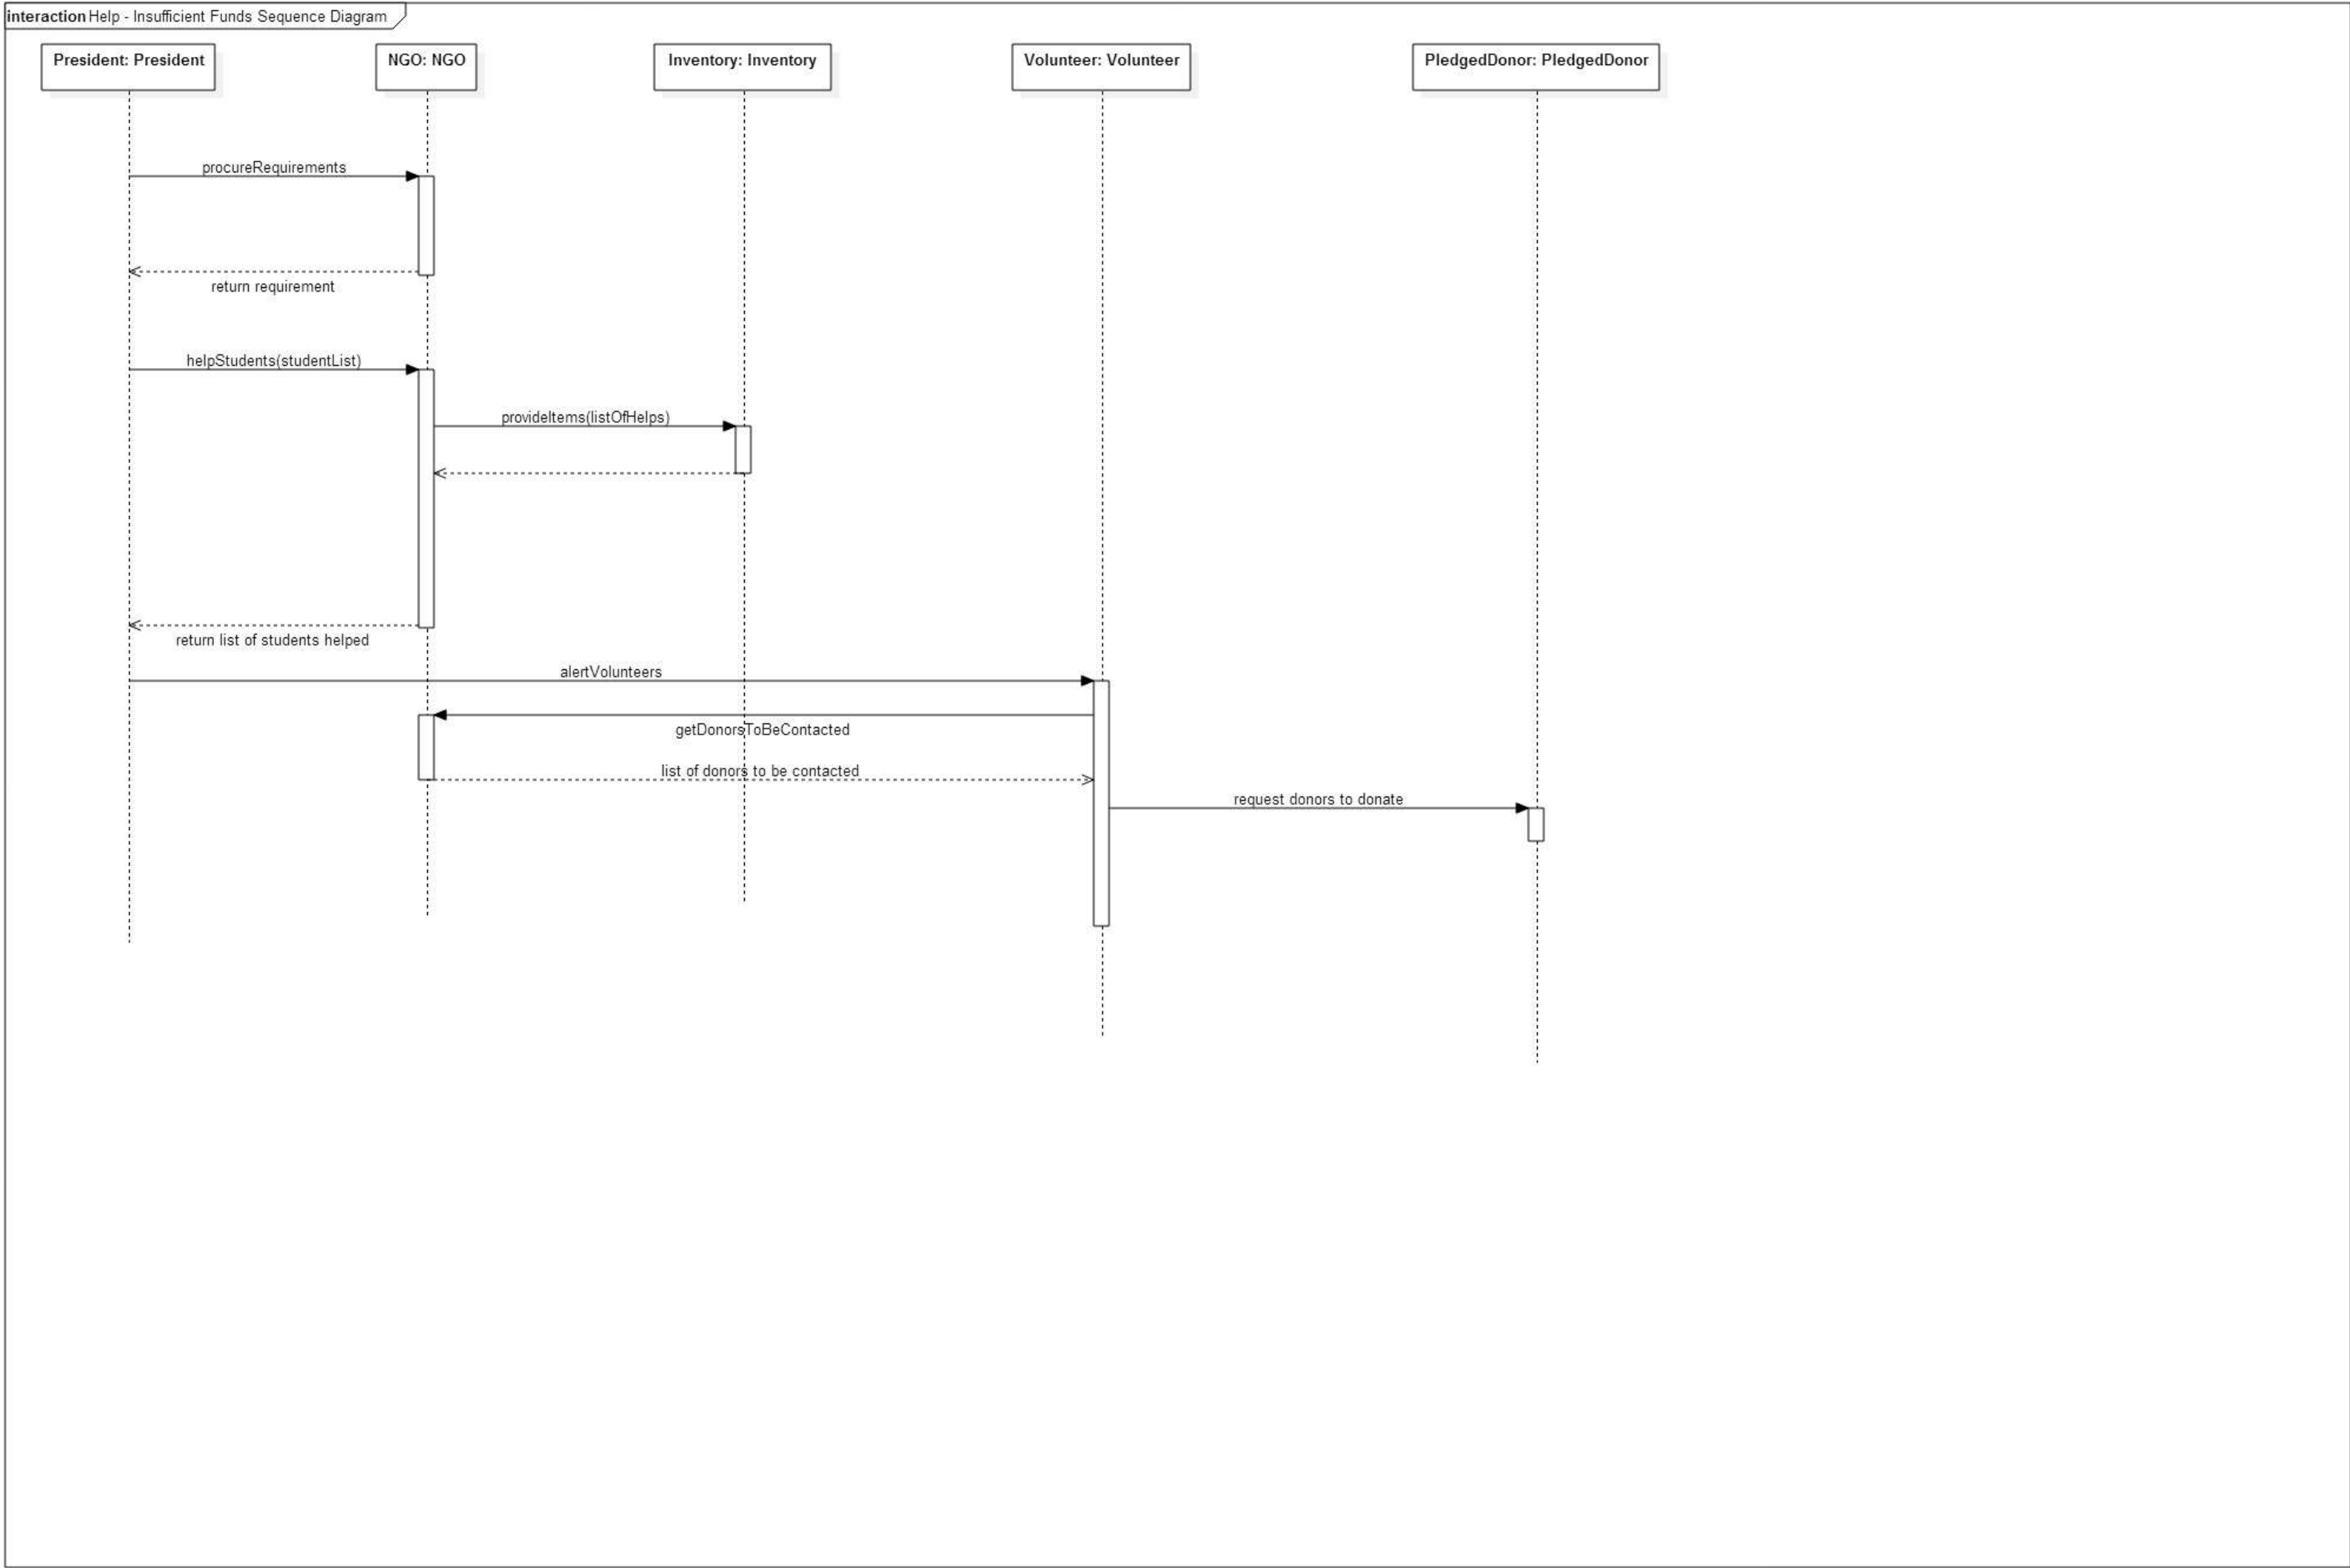 interaction Help - Insufficient Funds Sequence Diagram
President: President
NGO: NGO
Inventory: Inventory
Volunteer: Volunteer
PledgedDonor: PledgedDonor
procureRequirements
return requirement
helpStudents(studentList)
provideItems(listOfHelps)
return list of students helped
alertVolunteers
getDonorsToBeContacted
list of donors to be contacted
request donors to donate